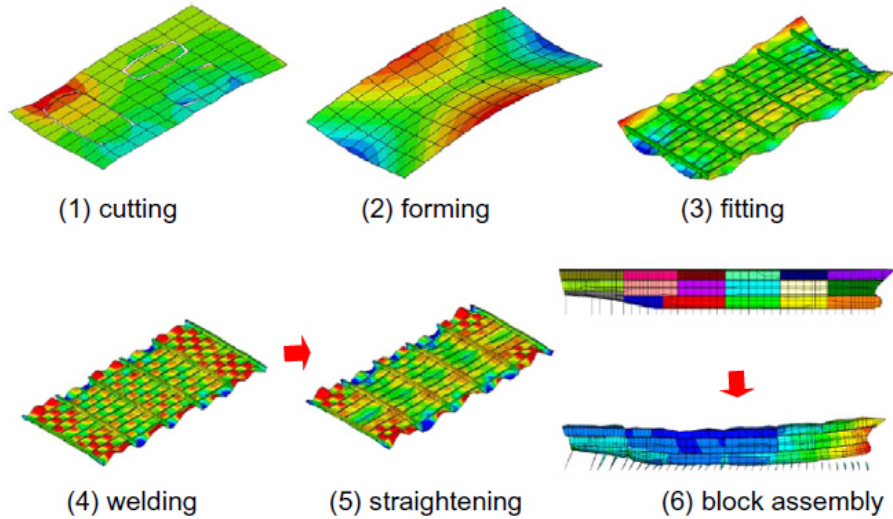 (1) cutting
(2) forming
(3) fitting
(4) welding
(5) straightening
(6) block assembly